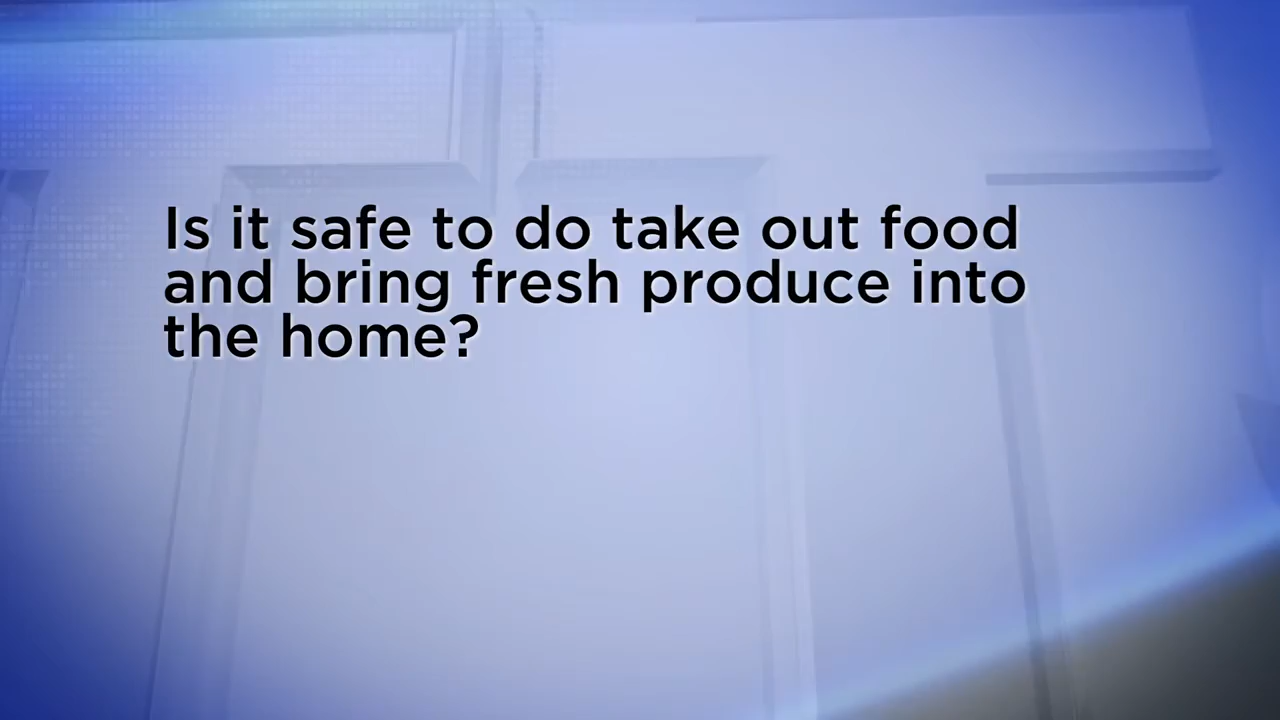 Is it safe to do take out food
and bring fresh produce into
the home?